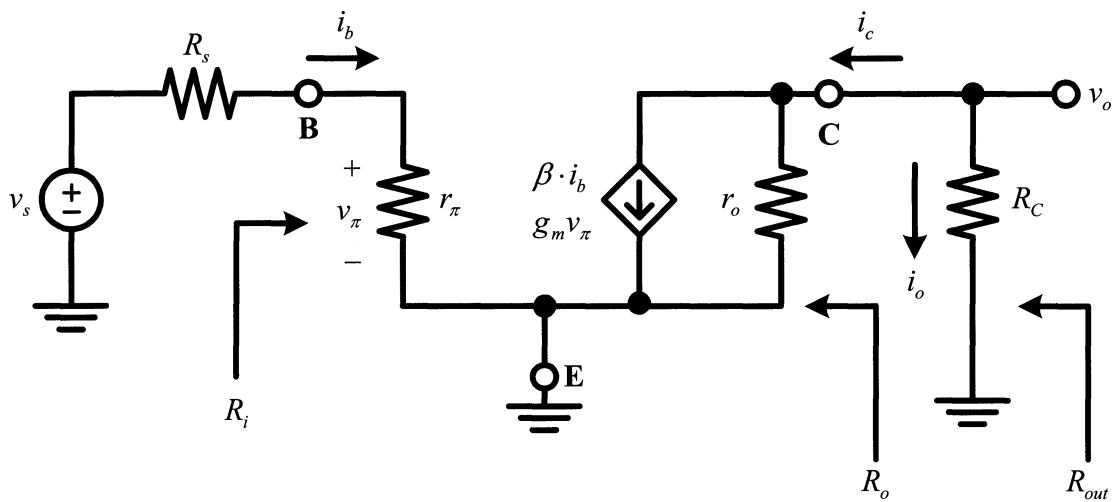 i_b
i_c
R_s
v_o
B
C
+
β · i_b
v_s
+
−
v_π
r_π
g_m v_π
r_o
R_C
−
i_o
E
R_i
R_o
R_out